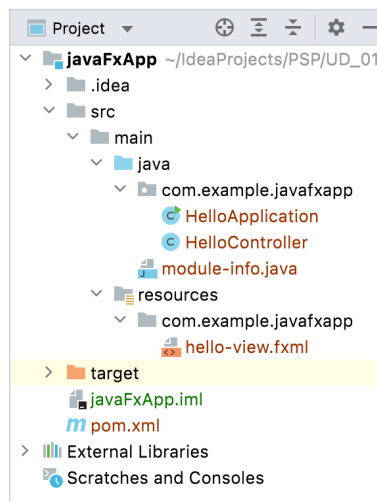 Project
javaFxApp ~/IdeaProjects/PSP/UD_01
.idea
src
main
java
com.example.javafxapp
HelloApplication
HelloController
module-info.java
resources
com.example.javafxapp
hello-view.fxml
target
javaFxApp.iml
pom.xml
External Libraries
Scratches and Consoles